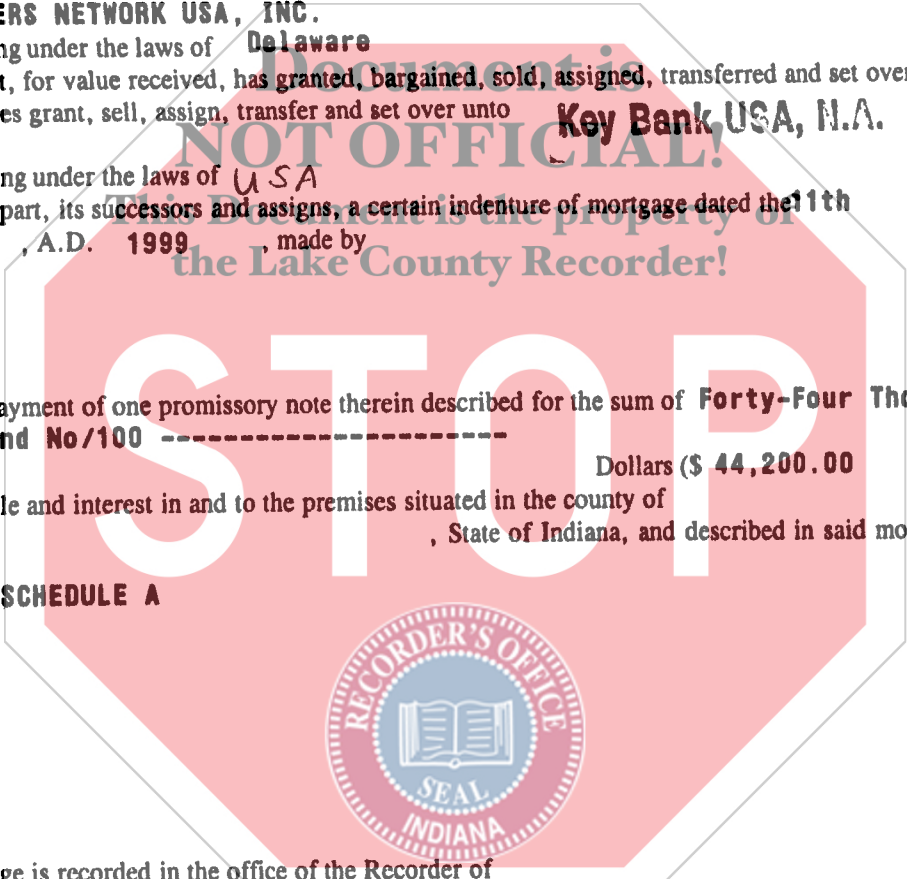 ERS NETWORK USA, INC.
ng under the laws of Delaware
Document is
t, for value received, has granted, bargained, sold, assigned, transferred and set over
es grant, sell, assign, transfer and set over unto Key Bank USA, N.A.
NOT OFFICIAL!
ng under the laws of USA
part, its successors and assigns, a certain indenture of mortgage dated the 11th
This Document is the property of
, A.D. 1999 , made by
the Lake County Recorder!
STOP
ayment of one promissory note therein described for the sum of Forty-Four Tho
nd No/100 ----------------------
Dollars ($ 44,200.00
le and interest in and to the premises situated in the county of
, State of Indiana, and described in said mo
SCHEDULE A
RECORDER'S OFFICE
SEAL
INDIANA
ge is recorded in the office of the Recorder of